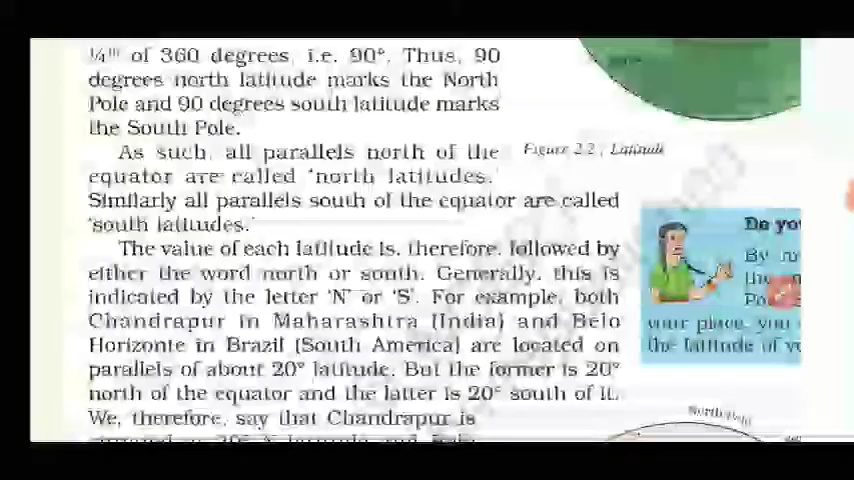 ¼th of 360 degrees, i.e. 90°. Thus, 90
degrees north latitude marks the North
Pole and 90 degrees south latitude marks
the South Pole.
As such, all parallels north of the
equator are called 'north latitudes.'
Similarly all parallels south of the equator are called
'south latitudes.'
The value of each latitude is, therefore, followed by
either the word north or south. Generally, this is
indicated by the letter 'N' or 'S'. For example, both
Chandrapur in Maharashtra (India) and Belo
Horizonte in Brazil (South America) are located on
parallels of about 20° latitude. But the former is 20°
north of the equator and the latter is 20° south of it.
We, therefore, say that Chandrapur is
Figure 2.2 : Latitude
Do you
By
the
your place, you
the latitude of
North Pole